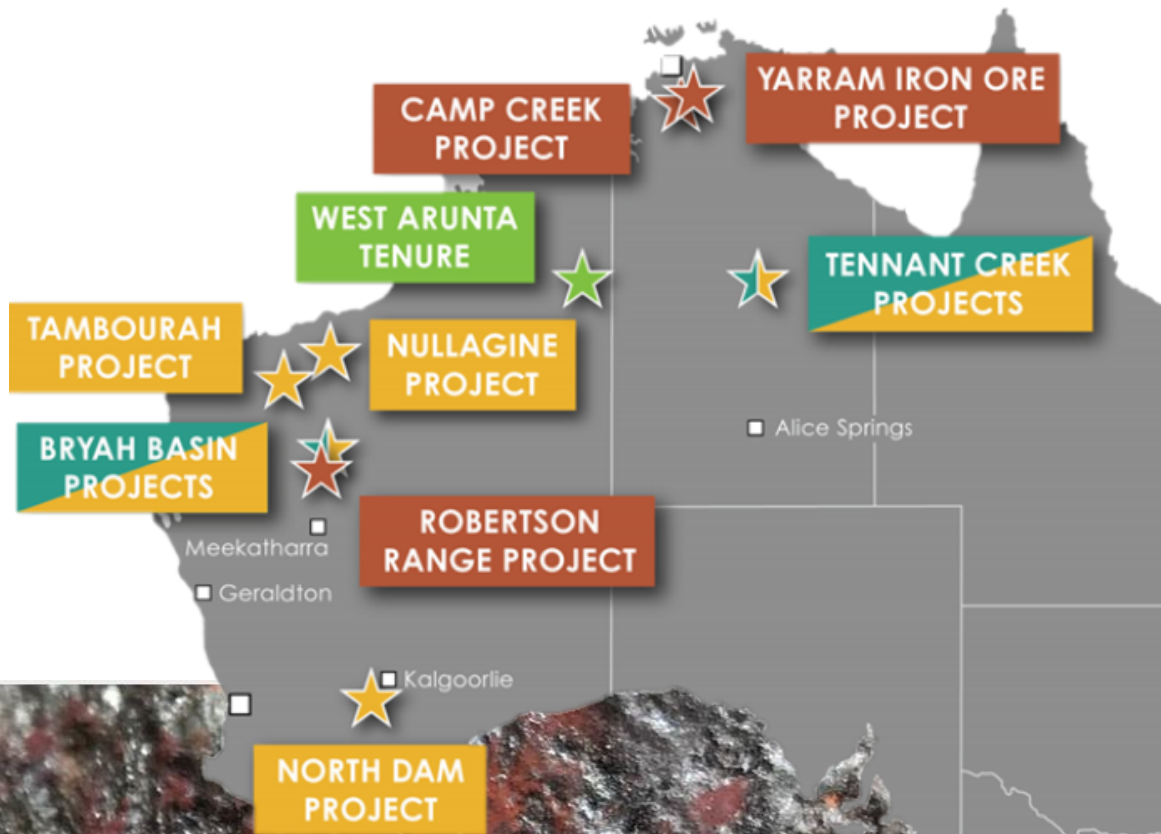 CAMP CREEK
PROJECT
YARRAM IRON ORE
PROJECT
WEST ARUNTA
TENURE
TENNANT CREEK
PROJECTS
TAMBOURAH
PROJECT
NULLAGINE
PROJECT
Alice Springs
BRYAH BASIN
PROJECTS
ROBERTSON
RANGE PROJECT
Meekatharra
Geraldton
Kalgoorlie
NORTH DAM
PROJECT